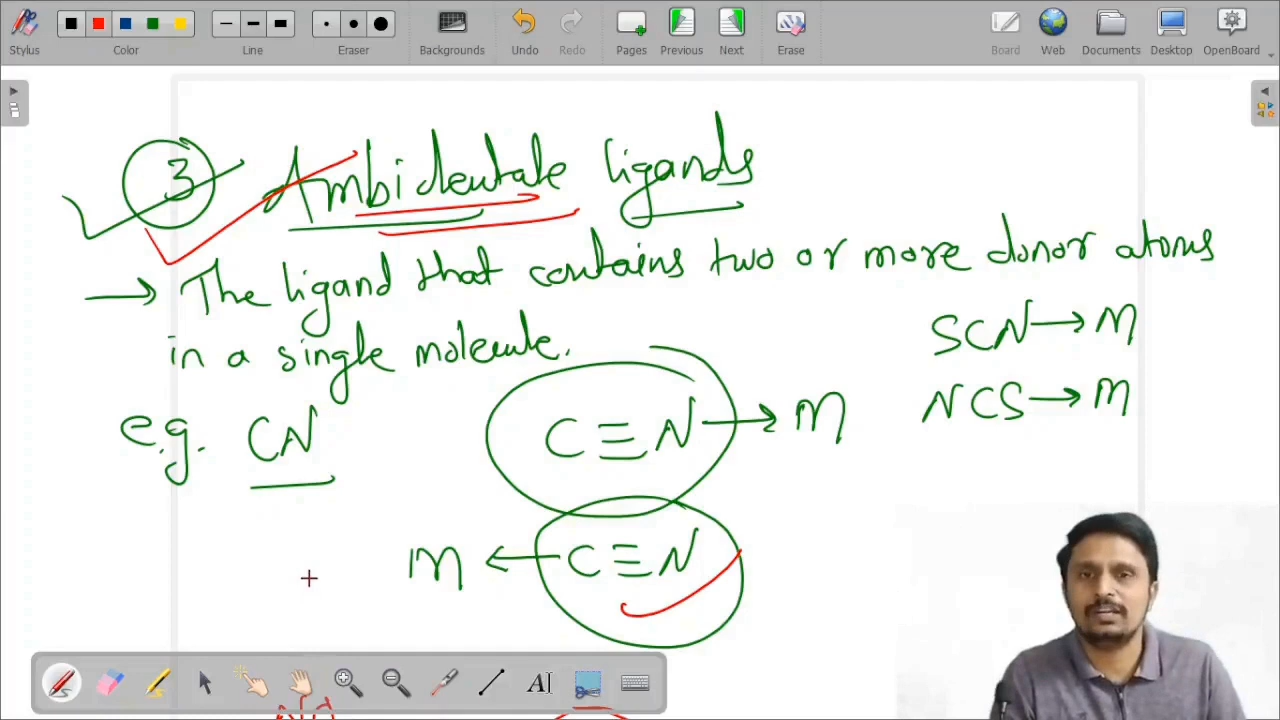 Stylus Color Line Eraser Backgrounds Undo Redo Pages Previous Next Erase Board Web Documents Desktop OpenBoard
3 Ambidentate ligands
→ The ligand that contains two or more donor atoms
in a single molecule.
SCN → M
NCS → M
e.g. CN
C≡N → M
M ← C≡N
AI